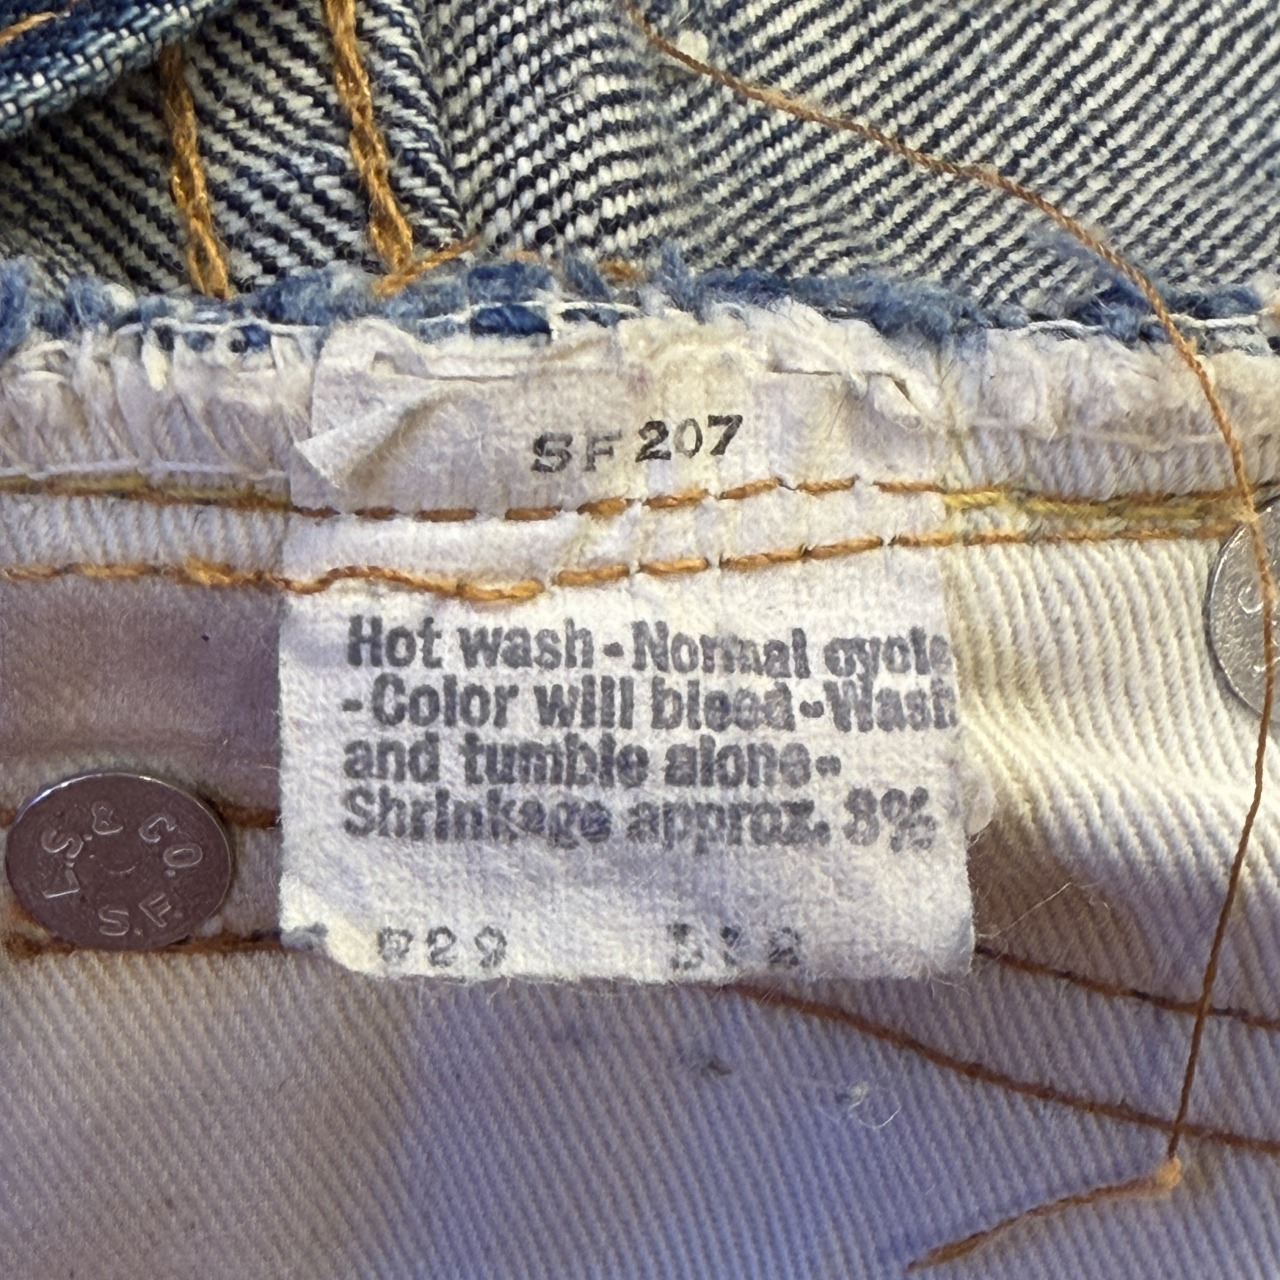 SF 207
Hot wash-Normal cycle
-Color will bleed-Wash
and tumble alone-
Shrinkage approx. 8%
L.S. & CO.
S.F.